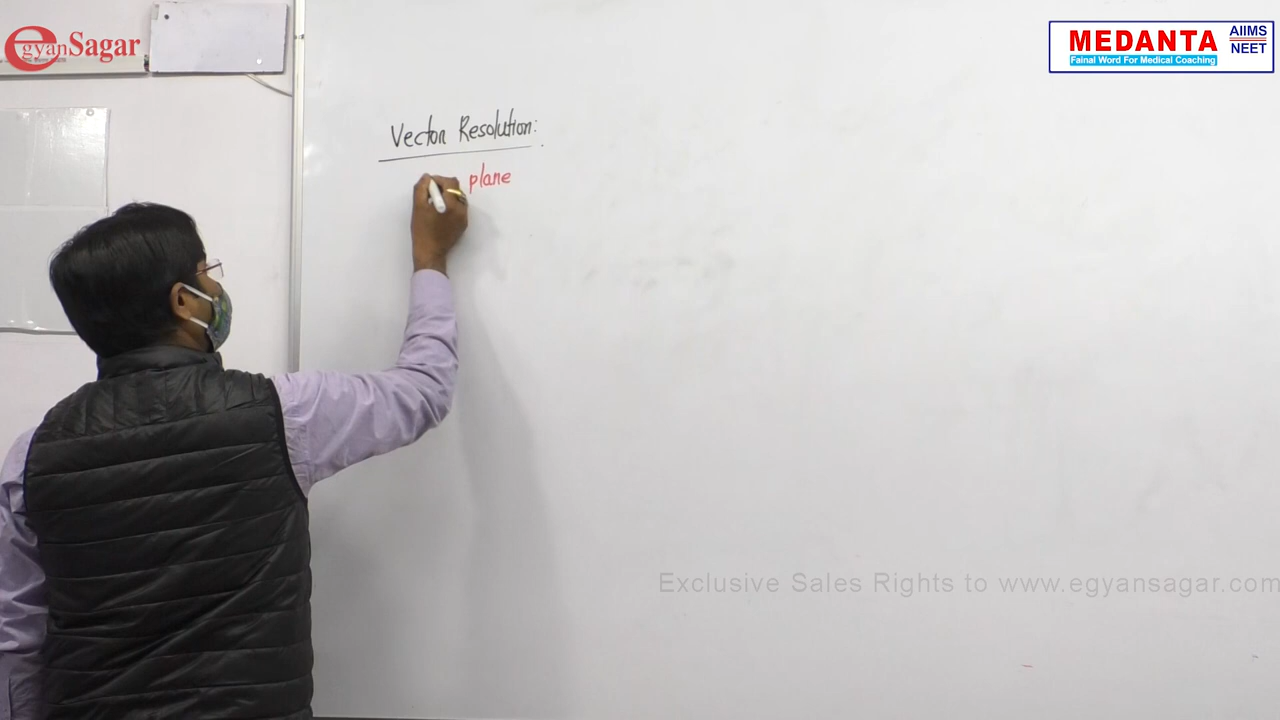 egyanSagar
MEDANTA
Fainal Word For Medical Coaching
AIIMS
NEET
Vector Resolution:
plane
Exclusive Sales Rights to www.egyansagar.com